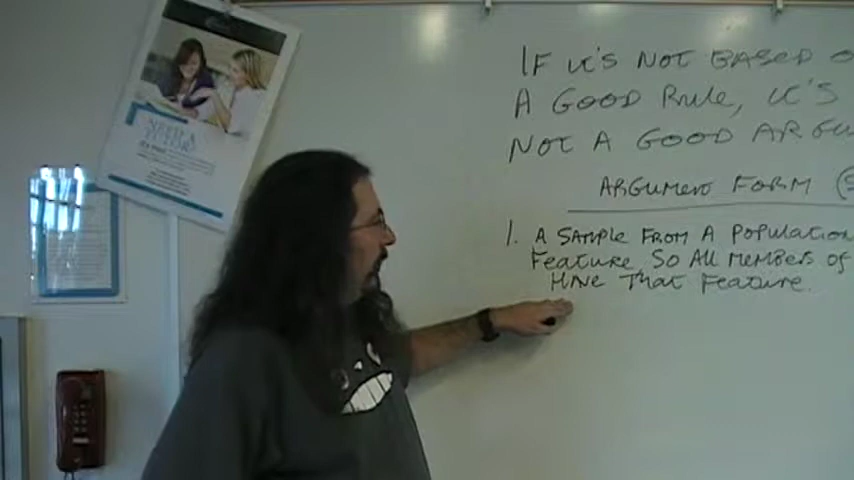 NEED A
IF it's NOT BASED
A GOOD Rule, it's
NOT A GOOD ARGU
ARGUMENT FORM
1. A SAMPLE FROM A POPULATION
FEATURE SO All MEMBERS OF
HAVE THAT FEATURE.